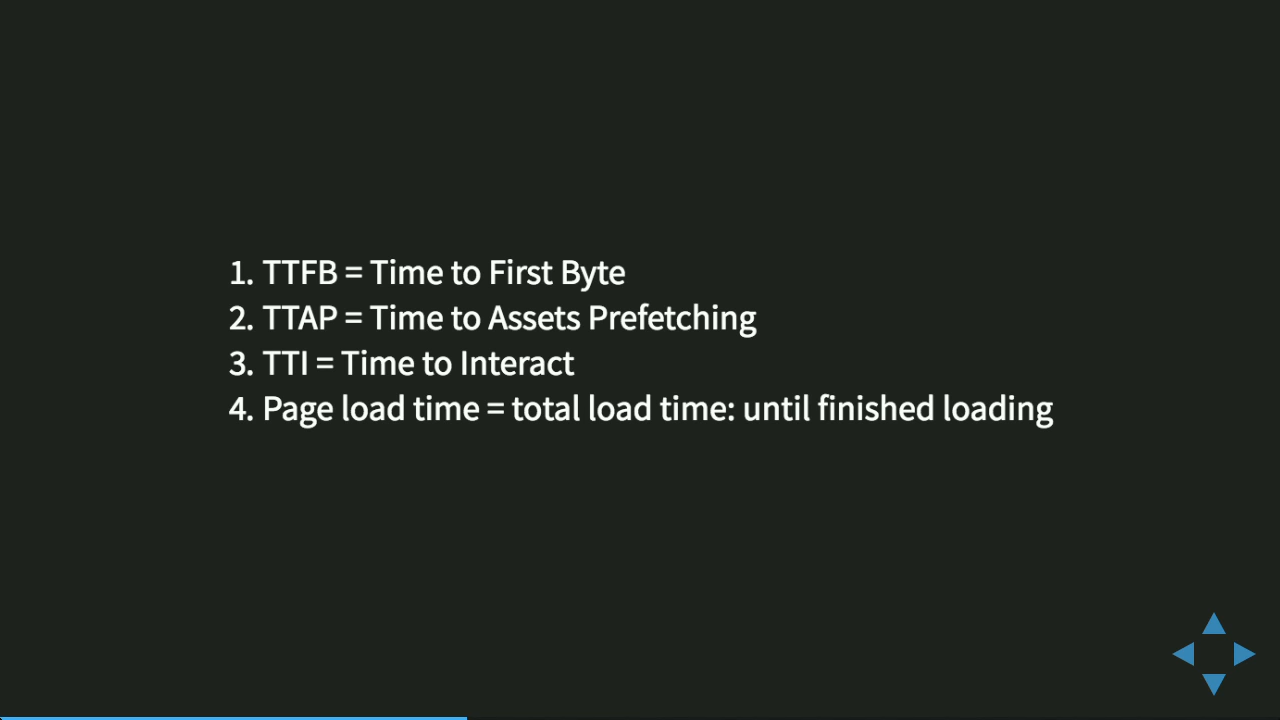 1. TTFB = Time to First Byte
2. TTAP = Time to Assets Prefetching
3. TTI = Time to Interact
4. Page load time = total load time: until finished loading